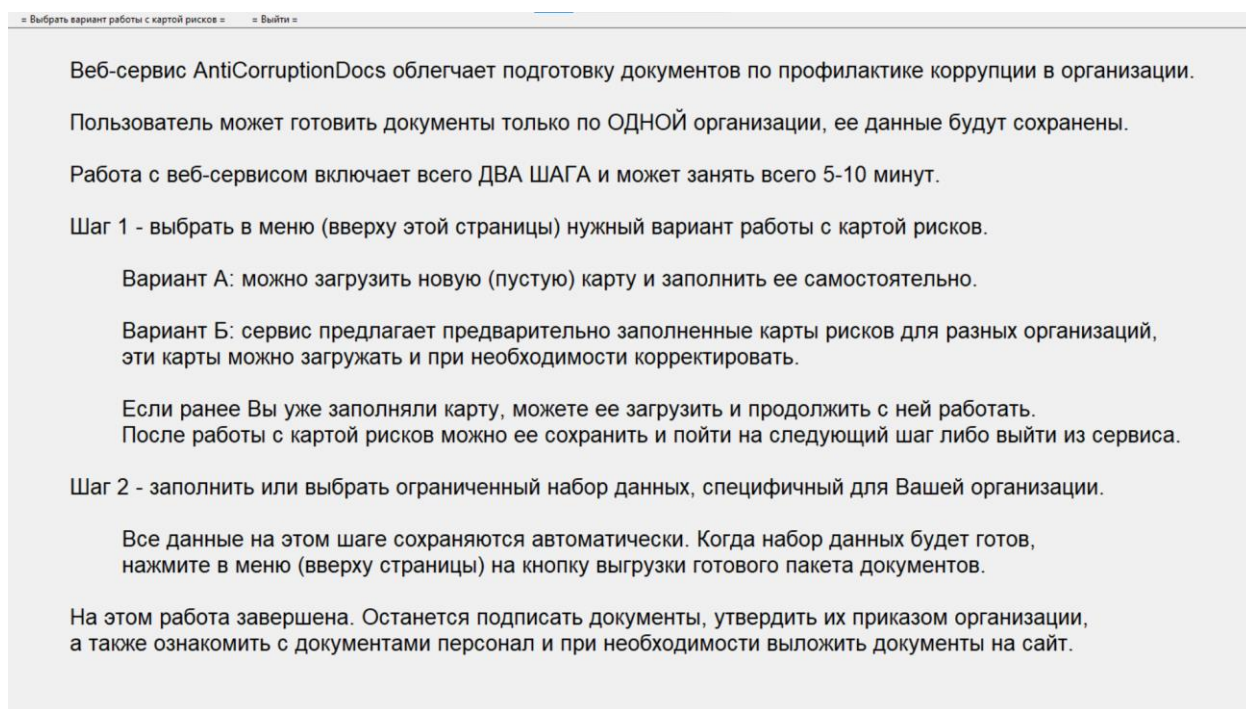 = Выбрать вариант работы с картой рисков = = Выйти =
Веб-сервис AntiCorruptionDocs облегчает подготовку документов по профилактике коррупции в организации.
Пользователь может готовить документы только по ОДНОЙ организации, ее данные будут сохранены.
Работа с веб-сервисом включает всего ДВА ШАГА и может занять всего 5-10 минут.
Шаг 1 - выбрать в меню (вверху этой страницы) нужный вариант работы с картой рисков.
Вариант А: можно загрузить новую (пустую) карту и заполнить ее самостоятельно.
Вариант Б: сервис предлагает предварительно заполненные карты рисков для разных организаций,
эти карты можно загружать и при необходимости корректировать.
Если ранее Вы уже заполняли карту, можете ее загрузить и продолжить с ней работать.
После работы с картой рисков можно ее сохранить и пойти на следующий шаг либо выйти из сервиса.
Шаг 2 - заполнить или выбрать ограниченный набор данных, специфичный для Вашей организации.
Все данные на этом шаге сохраняются автоматически. Когда набор данных будет готов,
нажмите в меню (вверху страницы) на кнопку выгрузки готового пакета документов.
На этом работа завершена. Останется подписать документы, утвердить их приказом организации,
а также ознакомить с документами персонал и при необходимости выложить документы на сайт.